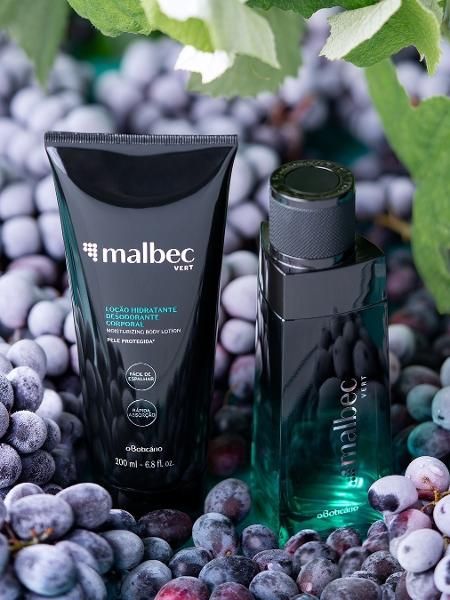 malbec
VERT
LOÇÃO HIDRATANTE
DESODORANTE
CORPORAL
MOISTURIZING BODY LOTION
PELE PROTEGIDA*
FÁCIL DE
ESPALHAR
RÁPIDA
ABSORÇÃO
oBoticário
200 ml - 6.8 fl. oz.
malbec
VERT
oBoticário